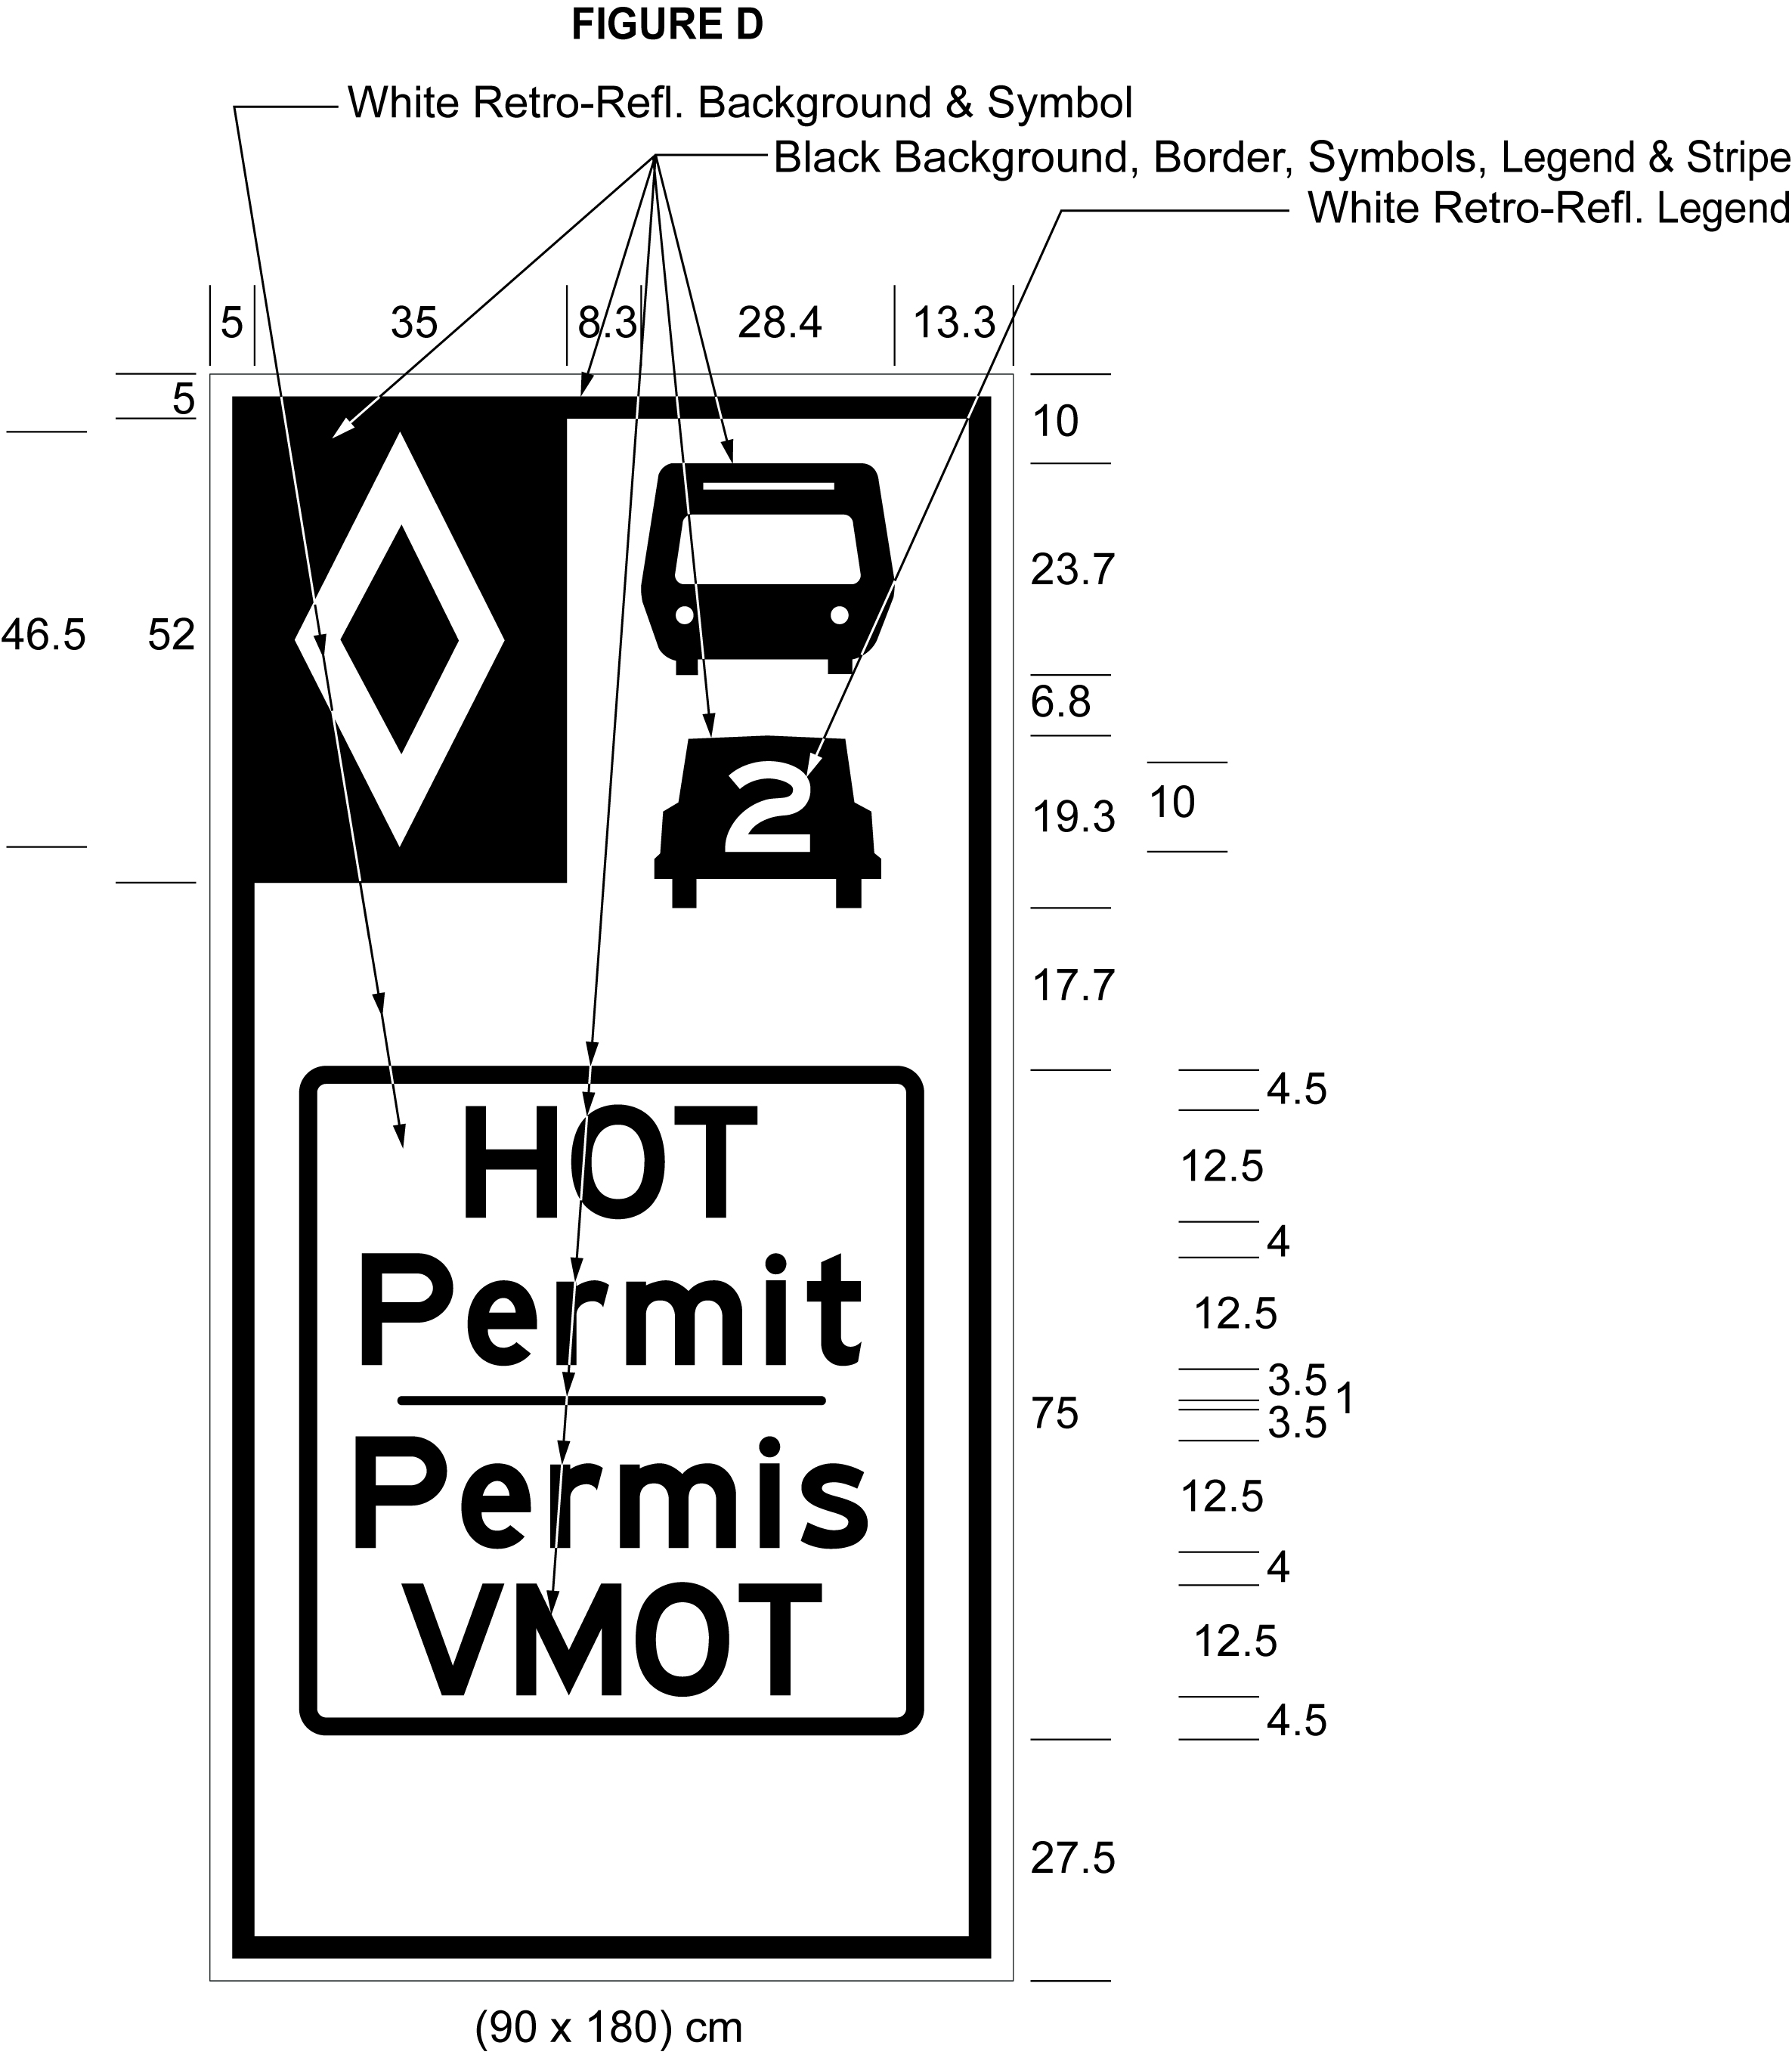 FIGURE D
White Retro-Refl. Background & Symbol
Black Background, Border, Symbols, Legend & Stripe
White Retro-Refl. Legend
5 35 8.3 28.4 13.3
5
10
46.5 52
23.7
6.8
2
19.3 10
17.7
4.5
HOT
12.5
4
Permit
12.5
75
3.5
1
3.5
Permis
12.5
4
VMOT
12.5
4.5
27.5
(90 x 180) cm